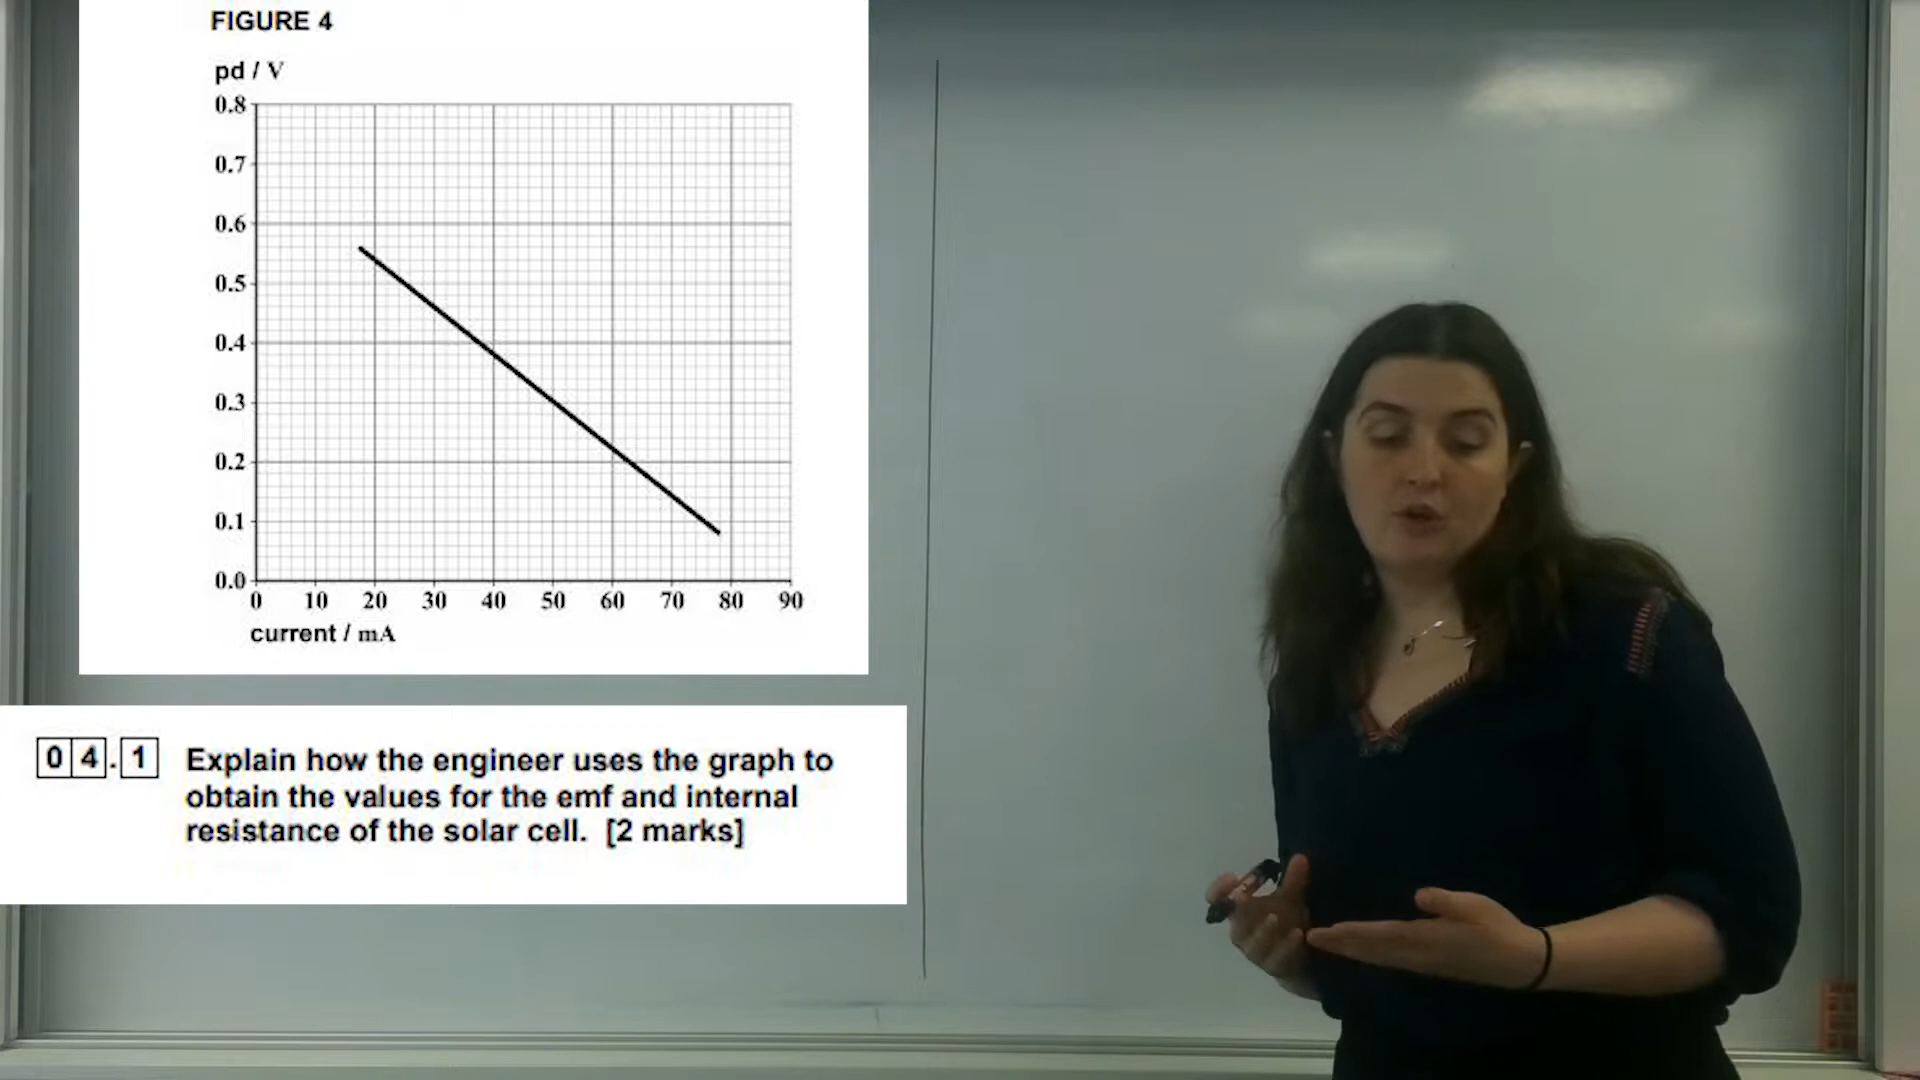 FIGURE 4
pd / V
0.8
0.7
0.6
0.5
0.4
0.3
0.2
0.1
0.0
0 10 20 30 40 50 60 70 80 90
current / mA
0 4 . 1 Explain how the engineer uses the graph to
obtain the values for the emf and internal
resistance of the solar cell. [2 marks]